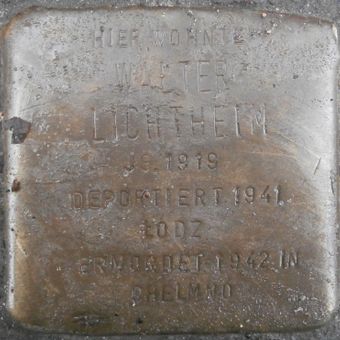 HIER WOHNTE
WALTER
LICHTHEIM
JG. 1919
DEPORTIERT 1941
LODZ
ERMORDET 1942 IN
CHELMNO